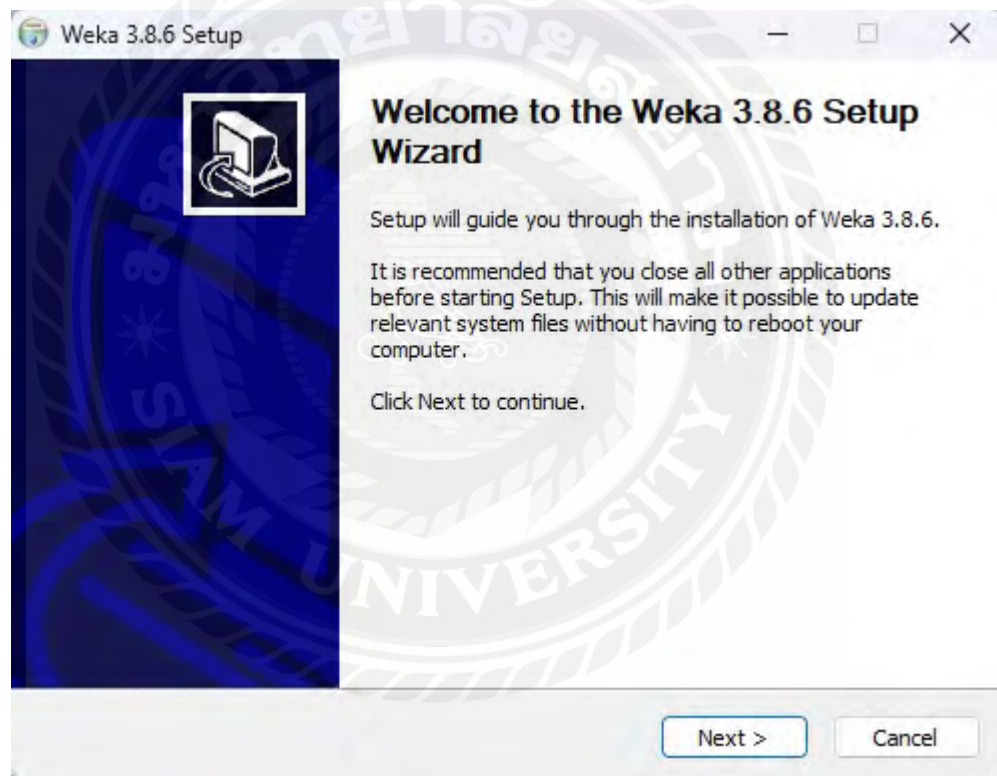 Weka 3.8.6 Setup
Welcome to the Weka 3.8.6 Setup
Wizard
Setup will guide you through the installation of Weka 3.8.6.
It is recommended that you close all other applications
before starting Setup. This will make it possible to update
relevant system files without having to reboot your
computer.
Click Next to continue.
SIAM UNIVERSITY
Next >
Cancel